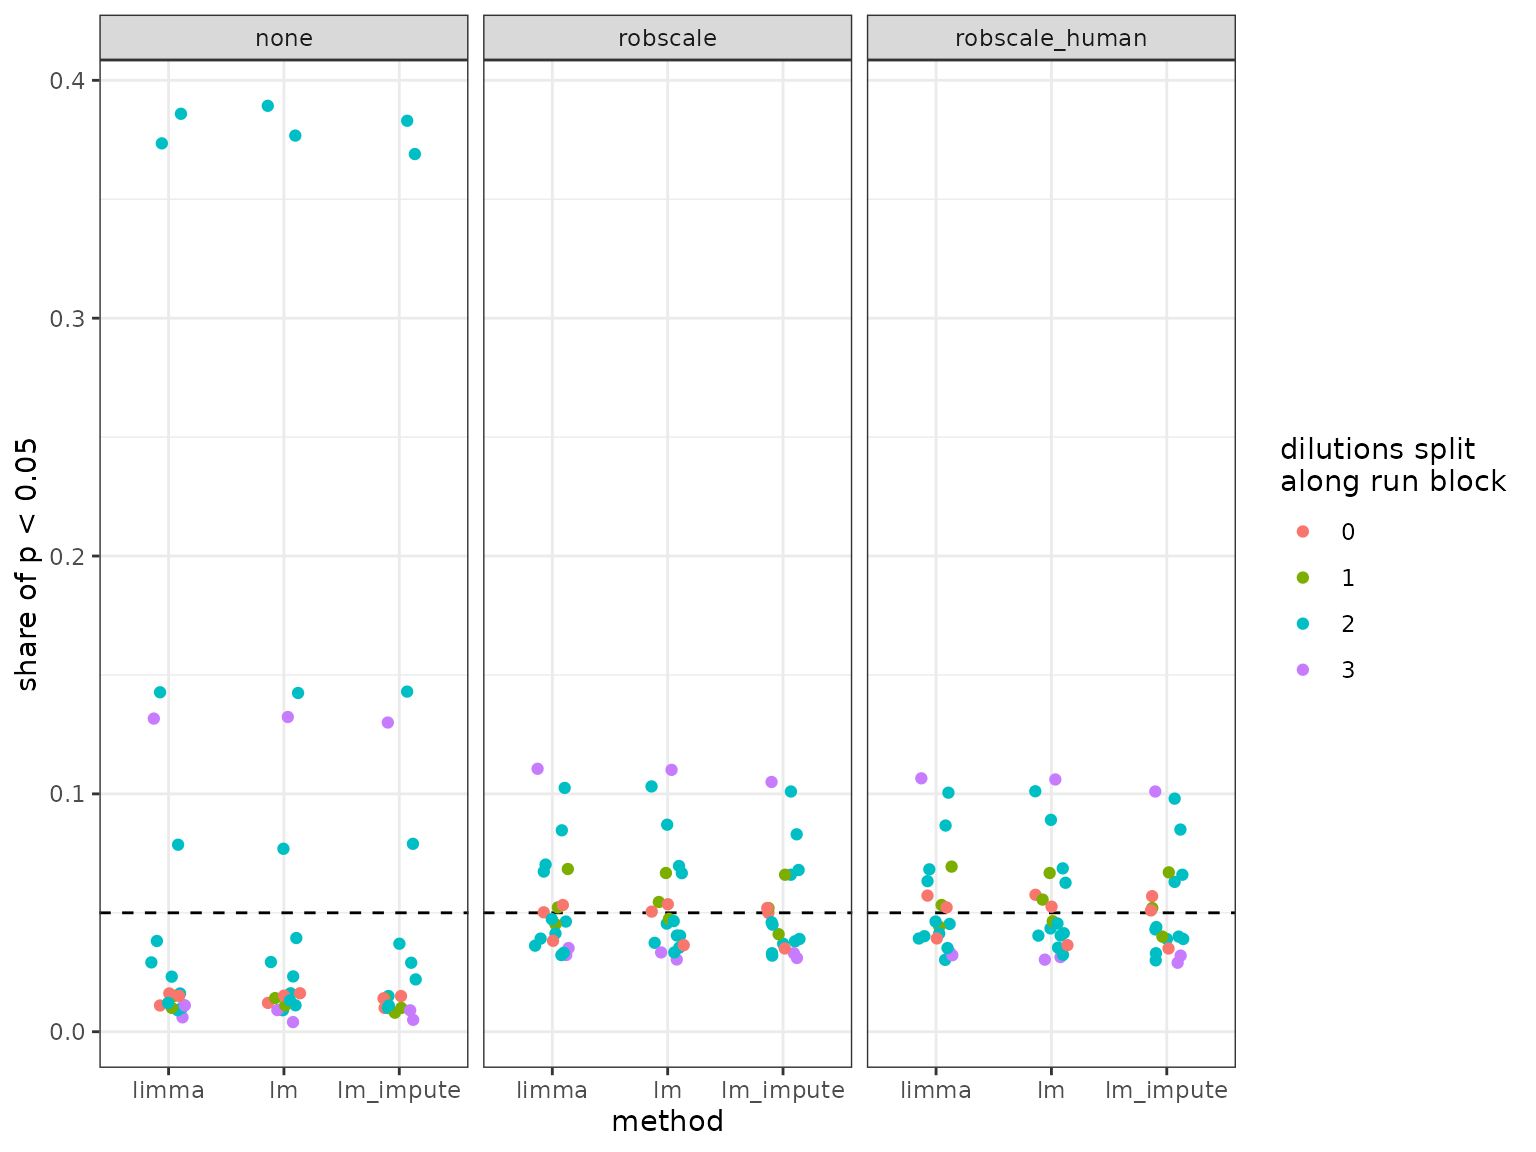 none robscale robscale_human
share of p < 0.05
0.4
0.3
0.2
0.1
0.0
limma lm lm_impute limma lm lm_impute limma lm lm_impute
method
dilutions split
along run block
0
1
2
3